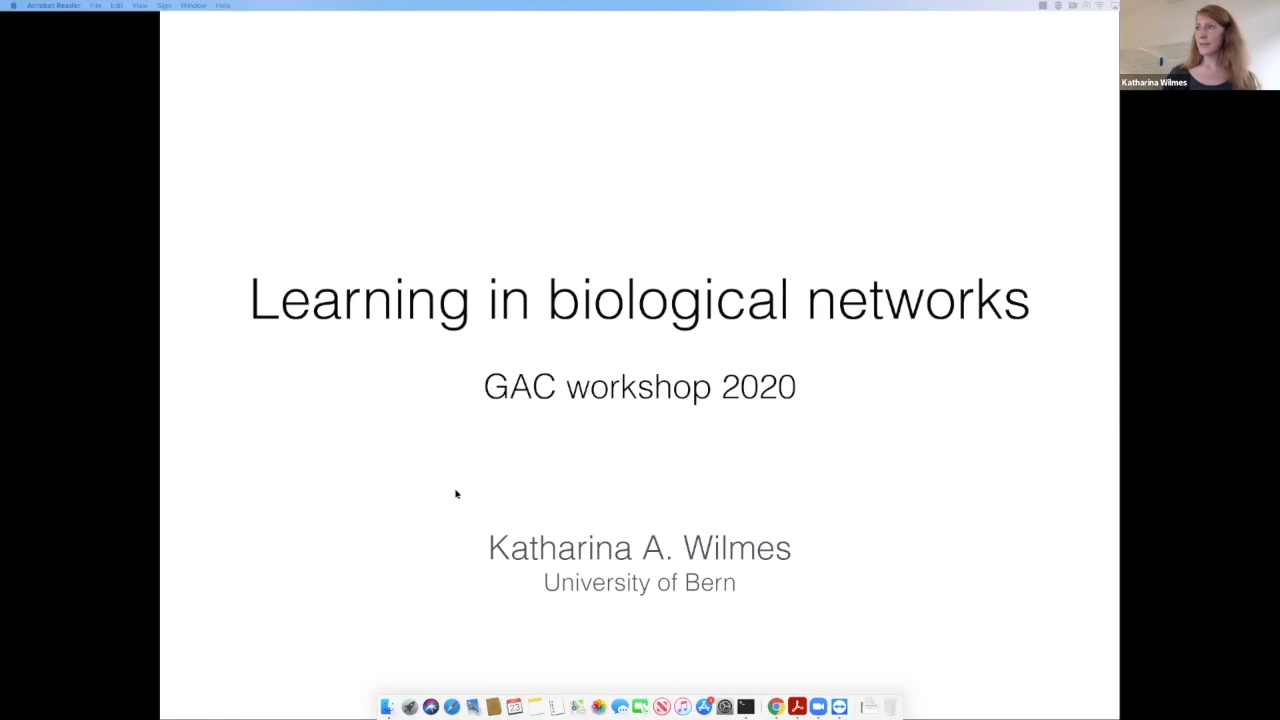 Acrobat Reader File Edit View Sign Window Help
Katharina Wilmes
Learning in biological networks
GAC workshop 2020
Katharina A. Wilmes
University of Bern
23